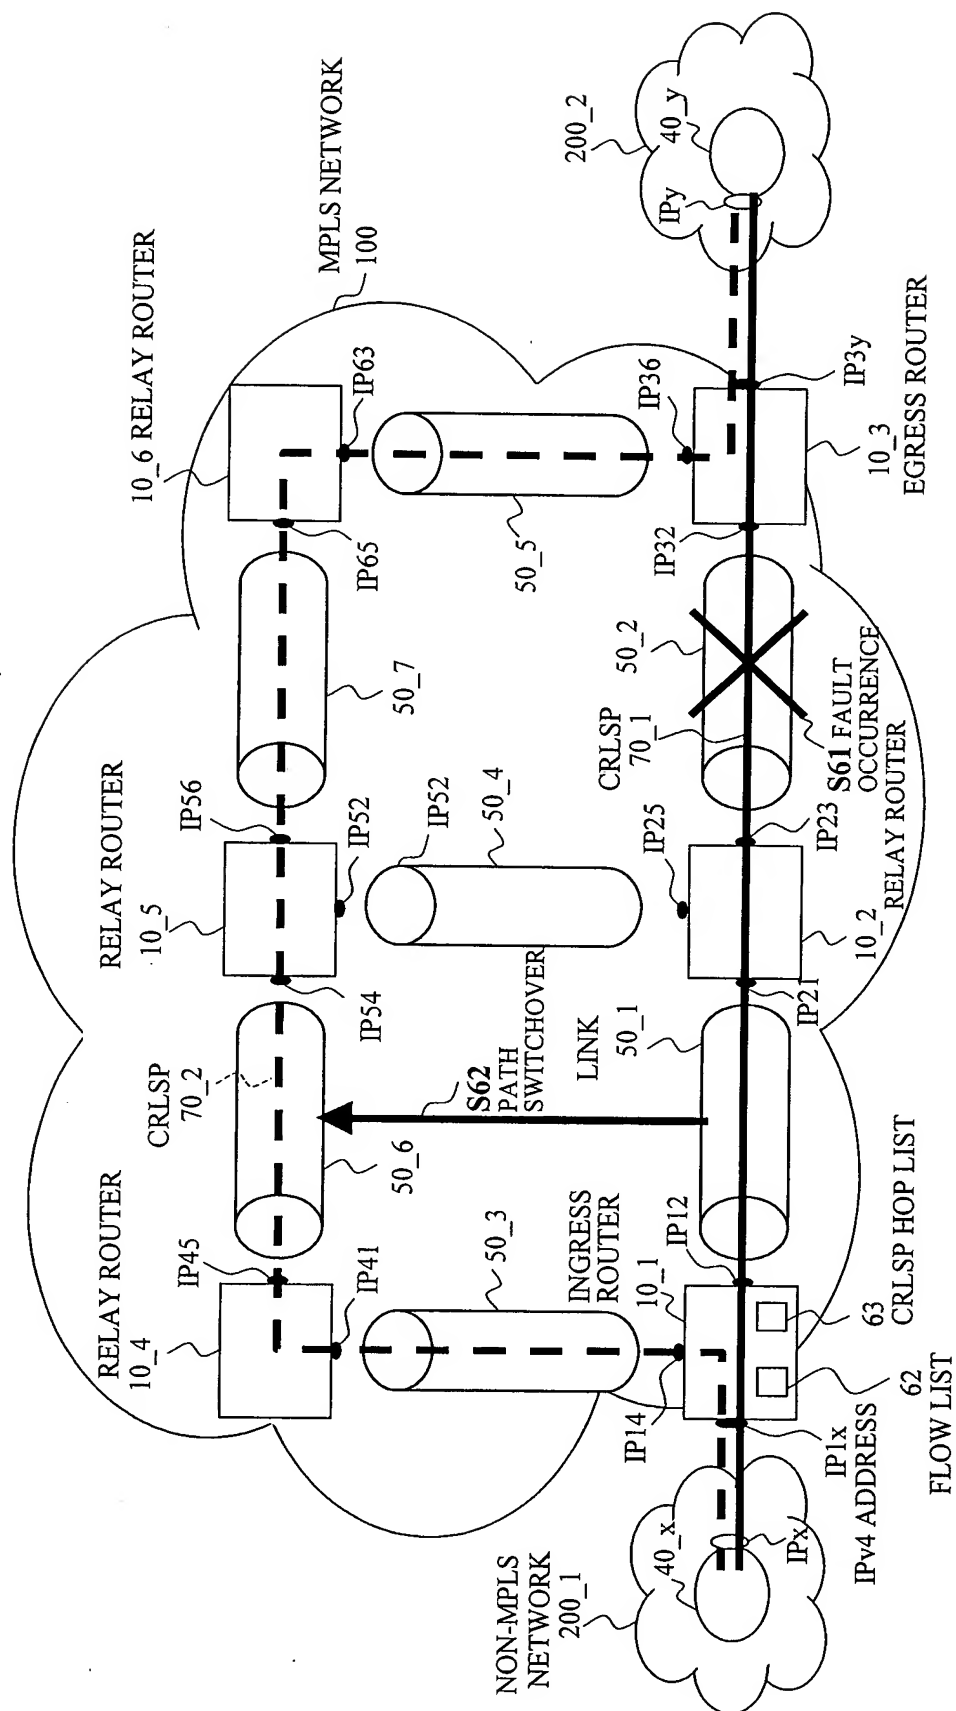 MPLS NETWORK
100
10_6 RELAY ROUTER
IP63
IP65
50_5
IP36
200_2
40_y
IPy
IP3y
10_3
EGRESS ROUTER
IP32
50_7
50_2
CRLSP
70_1
S61 FAULT
OCCURRENCE
RELAY ROUTER
10_5
IP56
IP52
IP52
50_4
IP25
IP23
10_2
RELAY ROUTER
IP54
IP21
CRLSP
70_2
50_6
S62
PATH
SWITCHOVER
LINK
50_1
RELAY ROUTER
10_4
IP45
IP41
50_3
INGRESS
ROUTER
10_1
IP12
IP14
63
CRLSP HOP LIST
62
FLOW LIST
IP1x
IPv4 ADDRESS
NON-MPLS
NETWORK
200_1
40_x
IPx